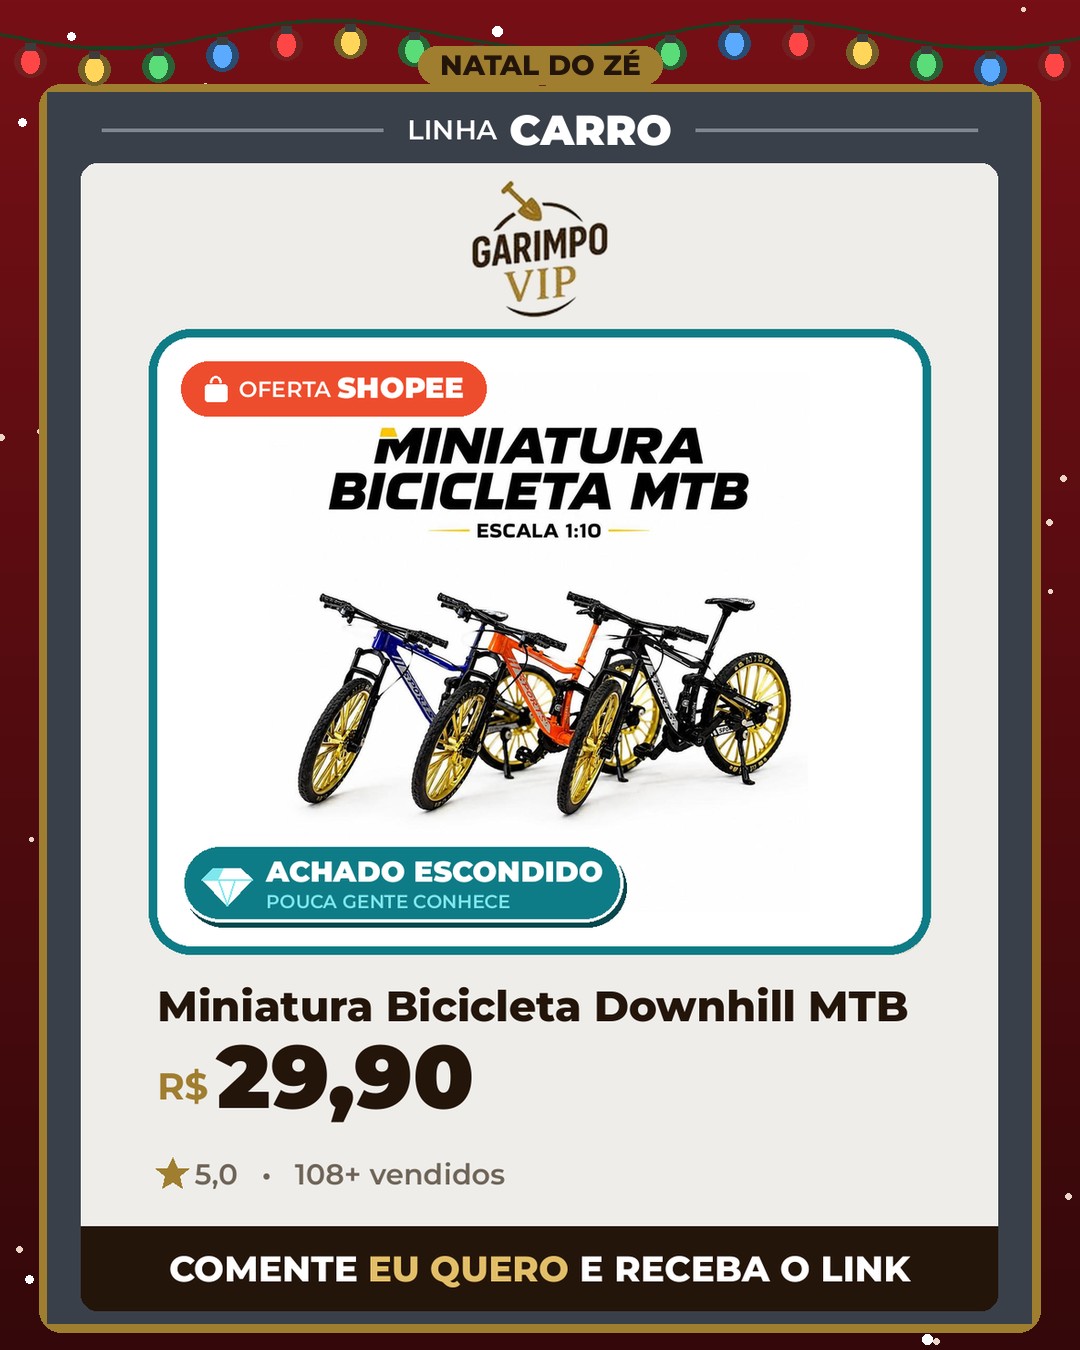 NATAL DO ZÉ
LINHA CARRO
GARIMPO
VIP
OFERTA SHOPEE
MINIATURA
BICICLETA MTB
ESCALA 1:10
ACHADO ESCONDIDO
POUCA GENTE CONHECE
Miniatura Bicicleta Downhill MTB
R$ 29,90
5,0 • 108+ vendidos
COMENTE EU QUERO E RECEBA O LINK